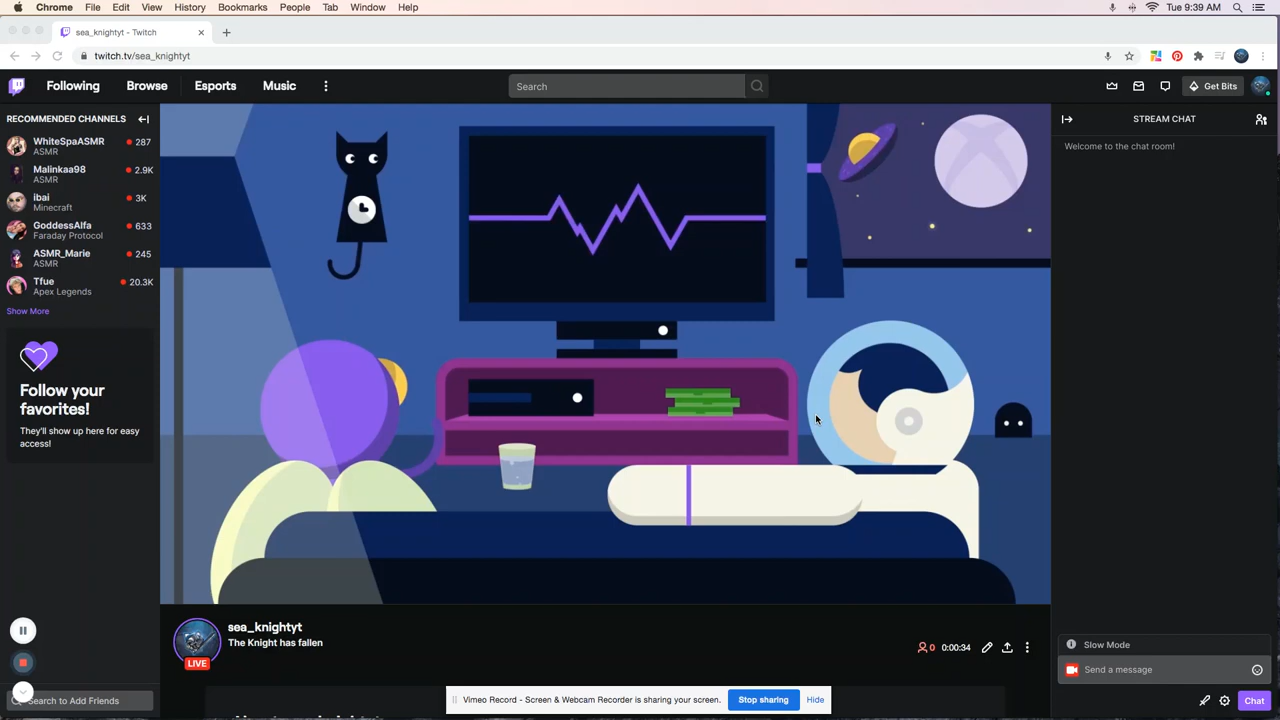 Chrome File Edit View History Bookmarks People Tab Window Help Tue 9:39 AM
sea_knightyt - Twitch
twitch.tv/sea_knightyt
Following Browse Esports Music Search Get Bits
RECOMMENDED CHANNELS
WhiteSpaASMR 287
ASMR
Malinkaa98 2.9K
ASMR
ibai 3K
Minecraft
GoddessAlfa 633
Faraday Protocol
ASMR_Marie 245
ASMR
Tfue 20.3K
Apex Legends
Show More
Follow your
favorites!
They'll show up here for easy
access!
Search to Add Friends
sea_knightyt
The Knight has fallen
LIVE
0 0:00:34
Vimeo Record - Screen & Webcam Recorder is sharing your screen. Stop sharing Hide
STREAM CHAT
Welcome to the chat room!
Slow Mode
Send a message
Chat